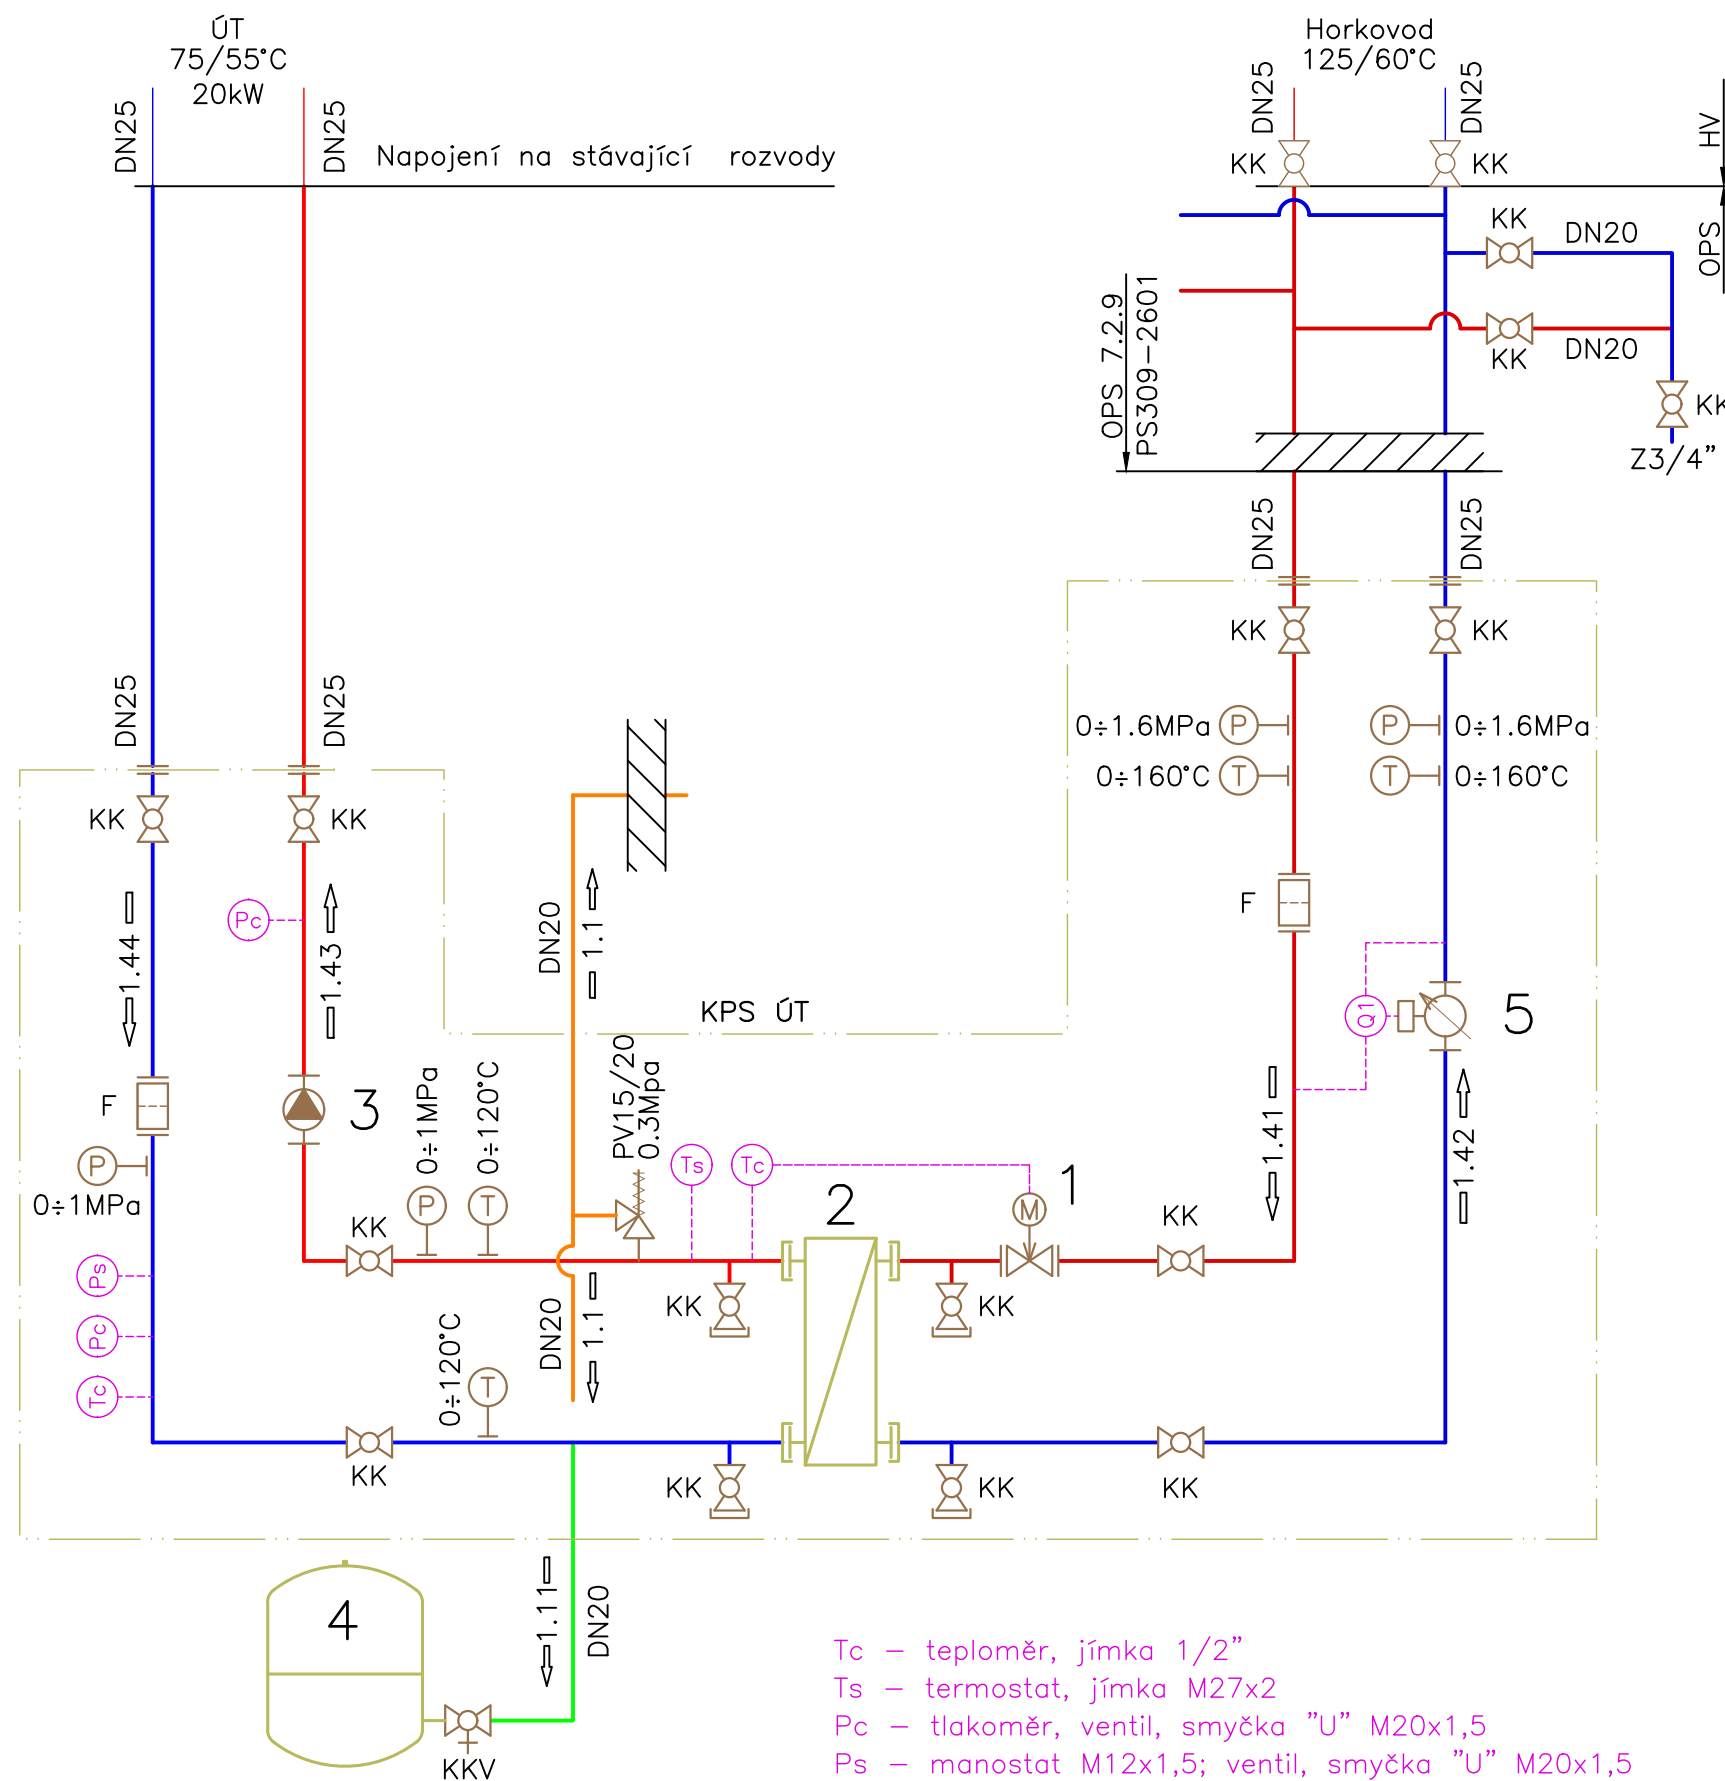 ÚT
75/55°C
20kW
DN25
DN25
Napojení na stávající rozvody
Horkovod
125/60°C
DN25
DN25
KK
KK
HV
OPS
KK
DN20
KK
DN20
KK
Z3/4"
OPS 7.2.9
PS309-2601
DN25
DN25
KK
KK
0÷1.6MPa
P
P
0÷1.6MPa
0÷160°C
T
T
0÷160°C
DN25
DN25
KK
KK
Pc
1.44
1.43
DN20
1.1
F
KPS ÚT
Q1
5
F
3
P
0÷1MPa
0÷1MPa
P
0÷120°C
T
PV15/20
0.3Mpa
Ts
Tc
M
1
2
1.41
1.42
KK
KK
Ps
Pc
Tc
KK
KK
DN20
1.1
0÷120°C
T
KK
KK
KK
KK
4
1.11
DN20
KKV
Tc – teploměr, jímka 1/2"
Ts – termostat, jímka M27x2
Pc – tlakoměr, ventil, smyčka "U" M20x1,5
Ps – manostat M12x1,5; ventil, smyčka "U" M20x1,5